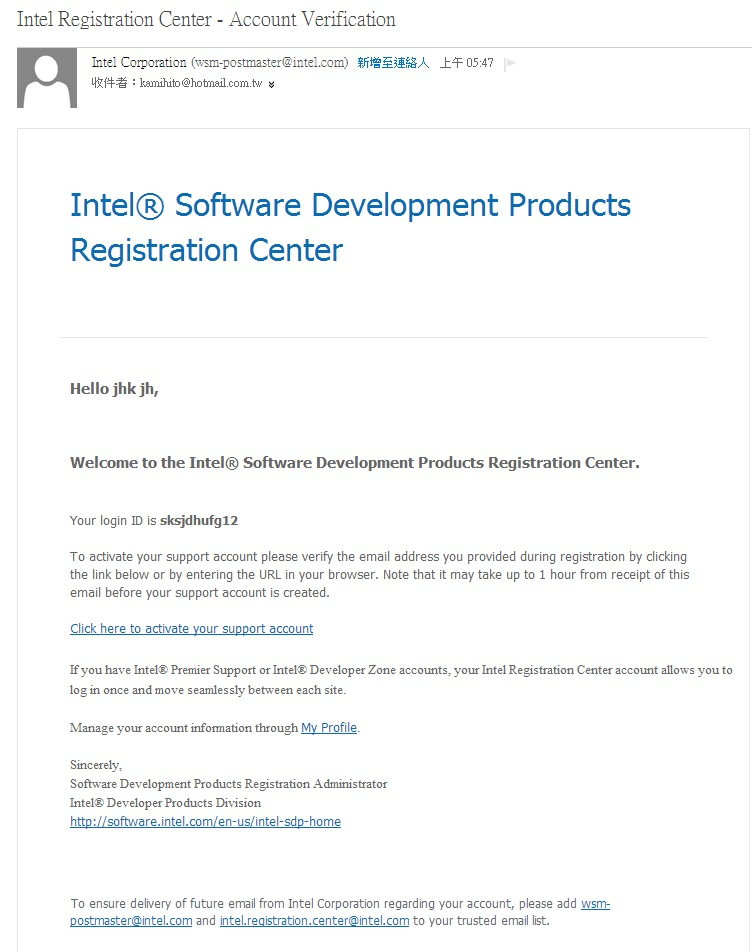 Intel Registration Center - Account Verification
Intel Corporation (wsm-postmaster@intel.com) 新增至連絡人 上午 05:47
收件者：kamihito@hotmail.com.tw
Intel® Software Development Products
Registration Center
Hello jhk jh,
Welcome to the Intel® Software Development Products Registration Center.
Your login ID is sksjdhufg12
To activate your support account please verify the email address you provided during registration by clicking
the link below or by entering the URL in your browser. Note that it may take up to 1 hour from receipt of this
email before your support account is created.
Click here to activate your support account
If you have Intel® Premier Support or Intel® Developer Zone accounts, your Intel Registration Center account allows you to
log in once and move seamlessly between each site.
Manage your account information through My Profile.
Sincerely,
Software Development Products Registration Administrator
Intel® Developer Products Division
http://software.intel.com/en-us/intel-sdp-home
To ensure delivery of future email from Intel Corporation regarding your account, please add wsm-
postmaster@intel.com and intel.registration.center@intel.com to your trusted email list.